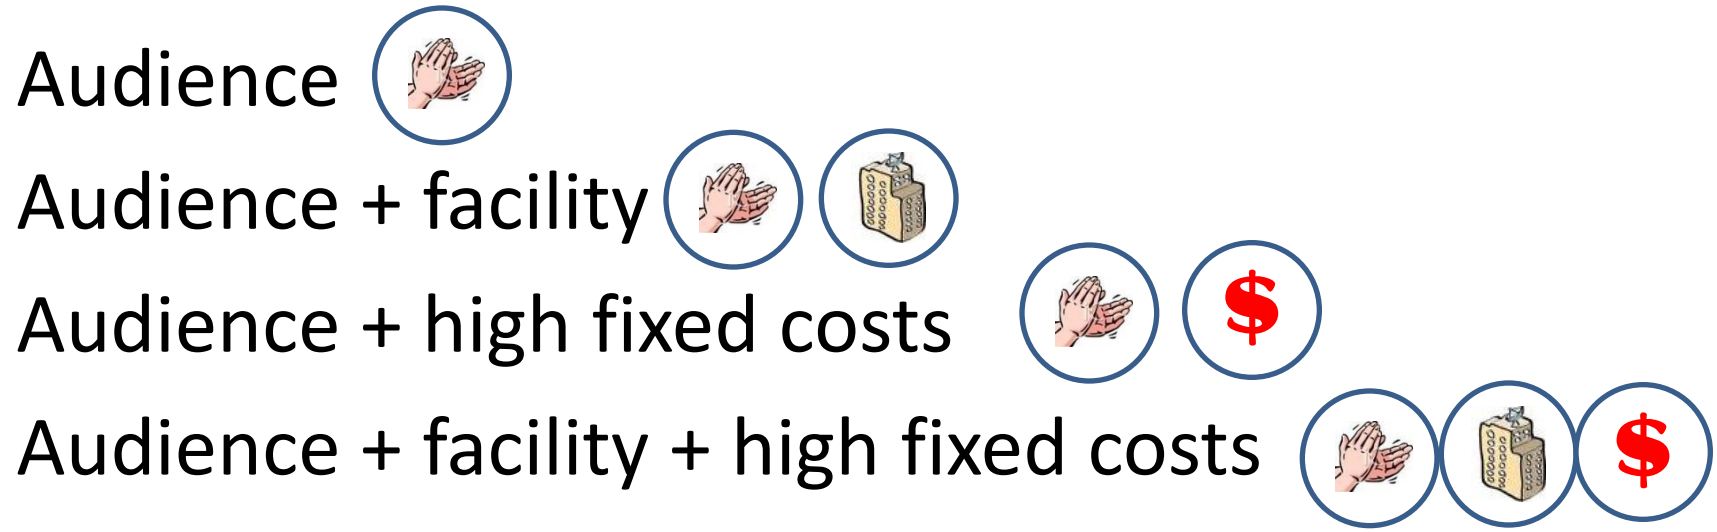 Audience
Audience + facility
Audience + high fixed costs $
Audience + facility + high fixed costs $